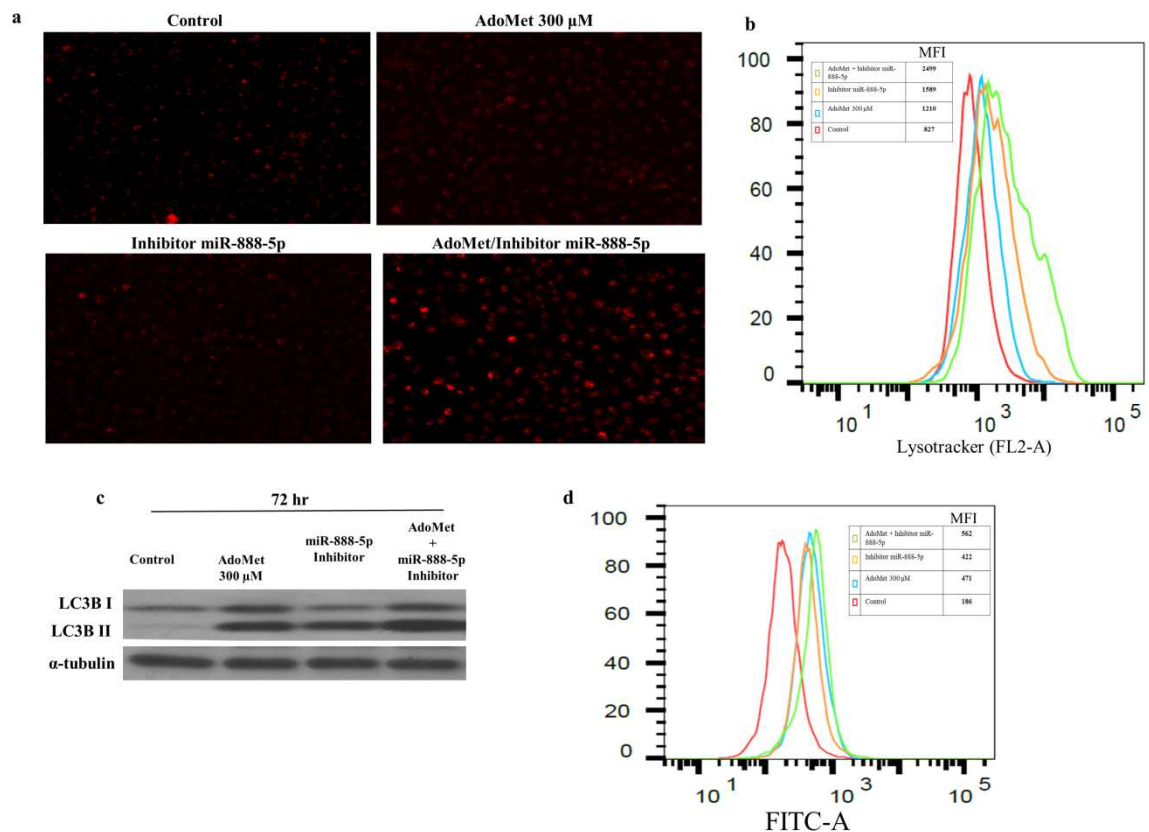 a
Control
AdoMet 300 µM
Inhibitor miR-888-5p
AdoMet/Inhibitor miR-888-5p
b
MFI
AdoMet + Inhibitor miR-
888-5p
2499
Inhibitor miR-888-5p
1589
AdoMet 300 µM
1210
Control
827
100
80
60
40
20
0
10 1
10 3
10 5
Lysotracker (FL2-A)
c
72 hr
Control
AdoMet
300 µM
miR-888-5p
Inhibitor
AdoMet
+
miR-888-5p
Inhibitor
LC3B I
LC3B II
α-tubulin
d
MFI
AdoMet + Inhibitor miR-
888-5p
562
Inhibitor miR-888-5p
422
AdoMet 300 µM
471
Control
186
100
80
60
40
20
0
10 1
10 3
10 5
FITC-A